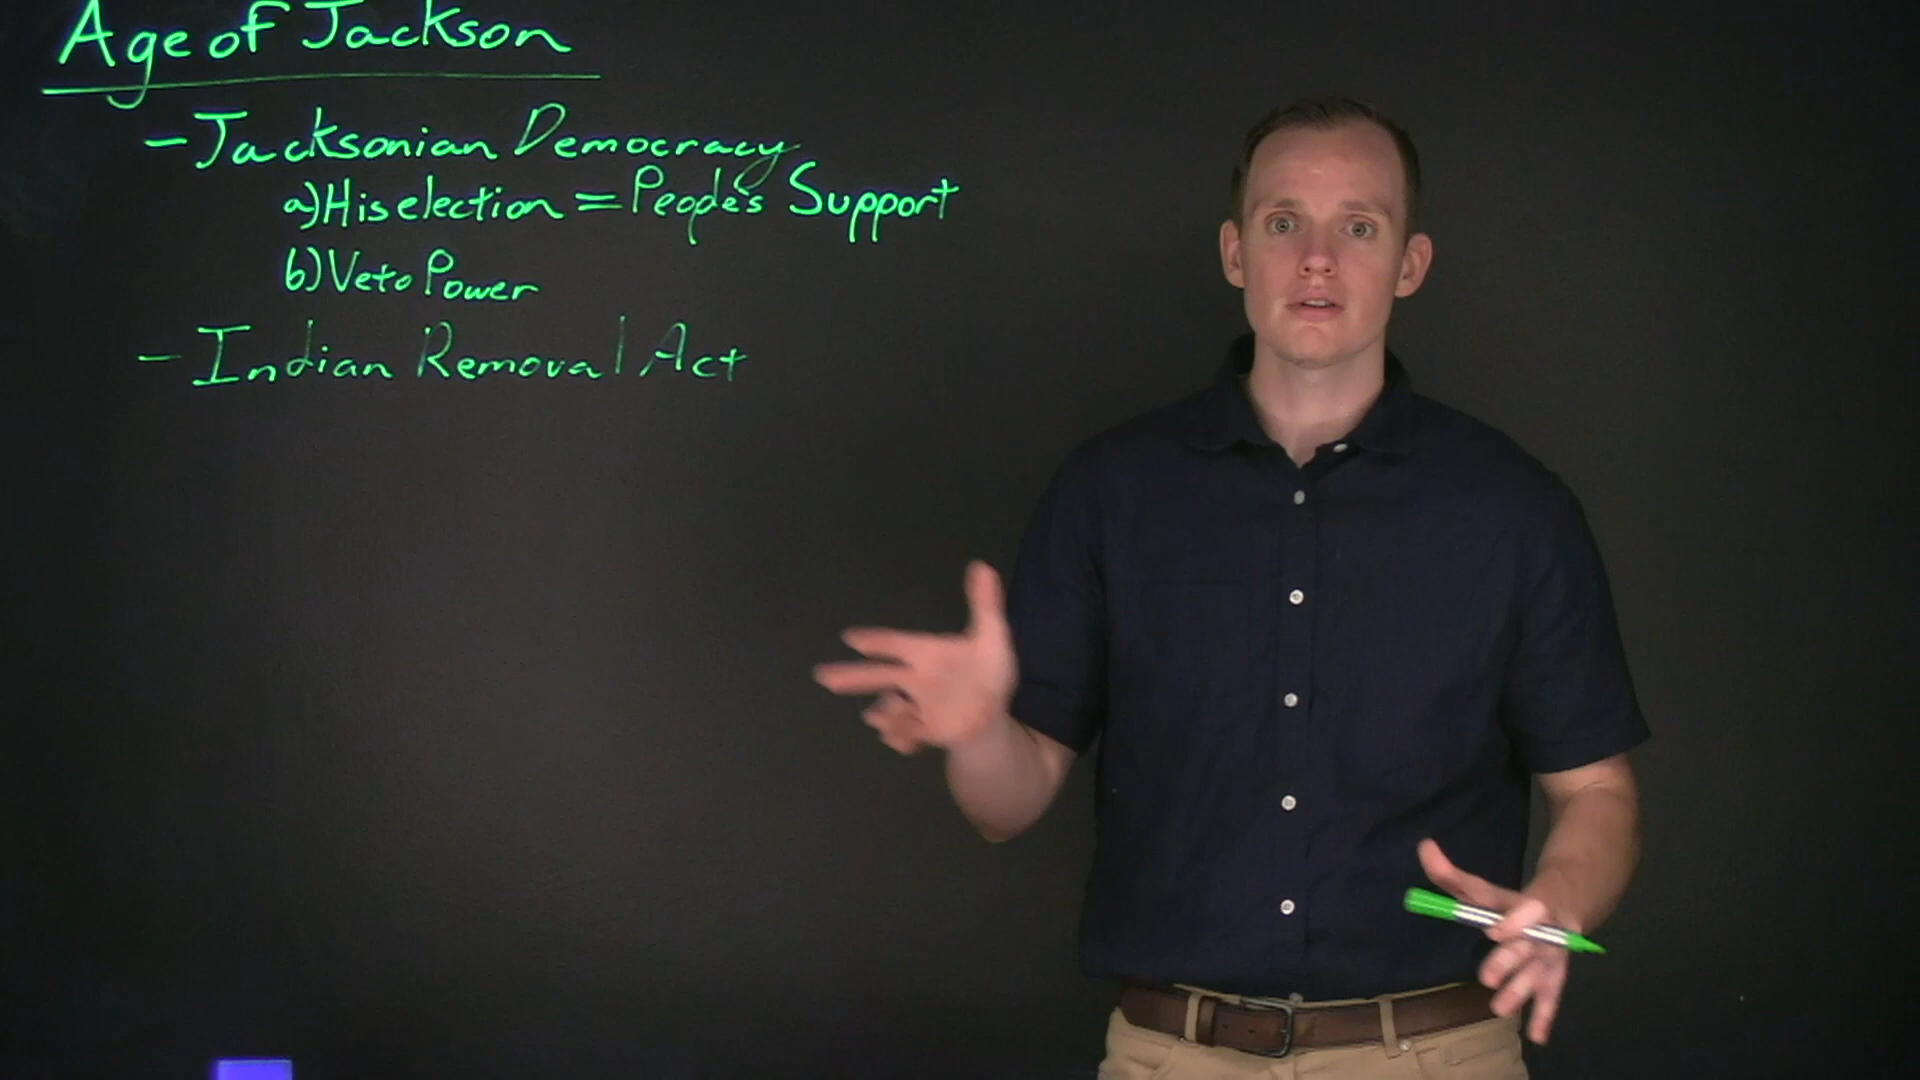 Age of Jackson
- Jacksonian Democracy
a) His election = People's Support
b) Veto Power
- Indian Removal Act